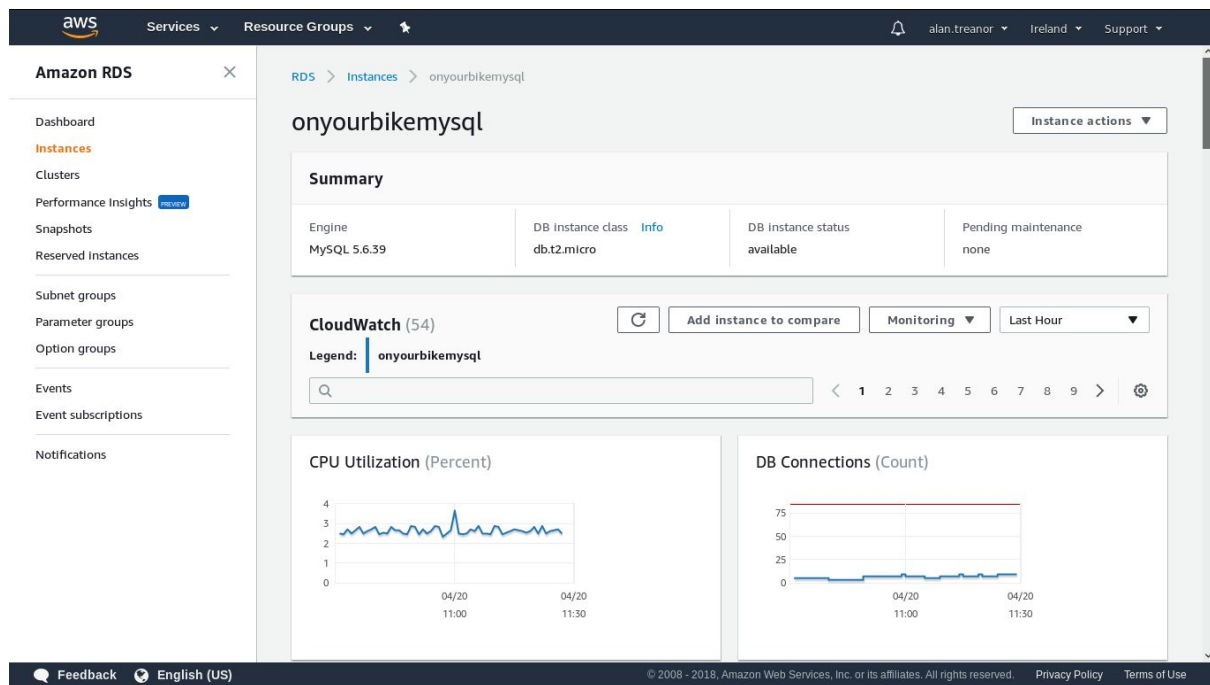 aws Services Resource Groups alan.treanor Ireland Support
Amazon RDS
Dashboard
Instances
Clusters
Performance Insights PREVIEW
Snapshots
Reserved instances
Subnet groups
Parameter groups
Option groups
Events
Event subscriptions
Notifications
RDS > Instances > onyourbikemysql
onyourbikemysql
Instance actions
Summary
Engine
MySQL 5.6.39
DB instance class Info
db.t2.micro
DB instance status
available
Pending maintenance
none
CloudWatch (54)
Add instance to compare
Monitoring
Last Hour
Legend: onyourbikemysql
1 2 3 4 5 6 7 8 9
CPU Utilization (Percent)
4
3
2
1
0
04/20 04/20
11:00 11:30
DB Connections (Count)
75
50
25
0
04/20 04/20
11:00 11:30
Feedback English (US) © 2008 - 2018, Amazon Web Services, Inc. or its affiliates. All rights reserved. Privacy Policy Terms of Use